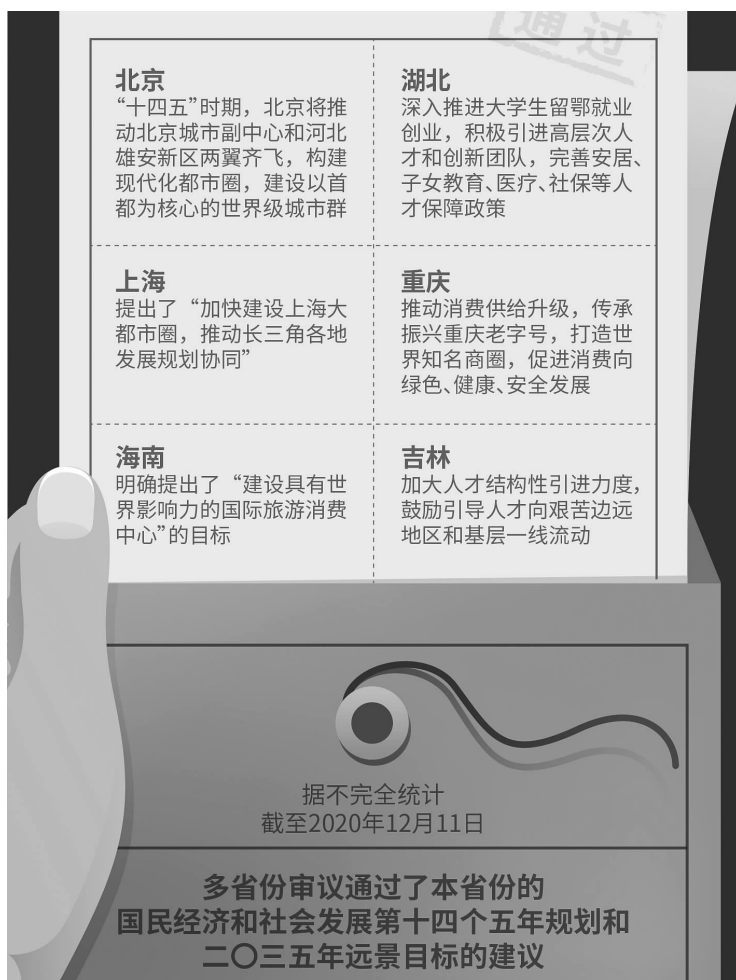 通过
北京
“十四五”时期，北京将推
动北京城市副中心和河北
雄安新区两翼齐飞，构建
现代化都市圈，建设以首
都为核心的世界级城市群
湖北
深入推进大学生留鄂就业
创业，积极引进高层次人
才和创新团队，完善安居、
子女教育、医疗、社保等人
才保障政策
上海
提出了“加快建设上海大
都市圈，推动长三角各地
发展规划协同”
重庆
推动消费供给升级，传承
振兴重庆老字号，打造世
界知名商圈，促进消费向
绿色、健康、安全发展
海南
明确提出了“建设具有世
界影响力的国际旅游消费
中心”的目标
吉林
加大人才结构性引进力度，
鼓励引导人才向艰苦边远
地区和基层一线流动
据不完全统计
截至2020年12月11日
多省份审议通过了本省份的
国民经济和社会发展第十四个五年规划和
二〇三五年远景目标的建议